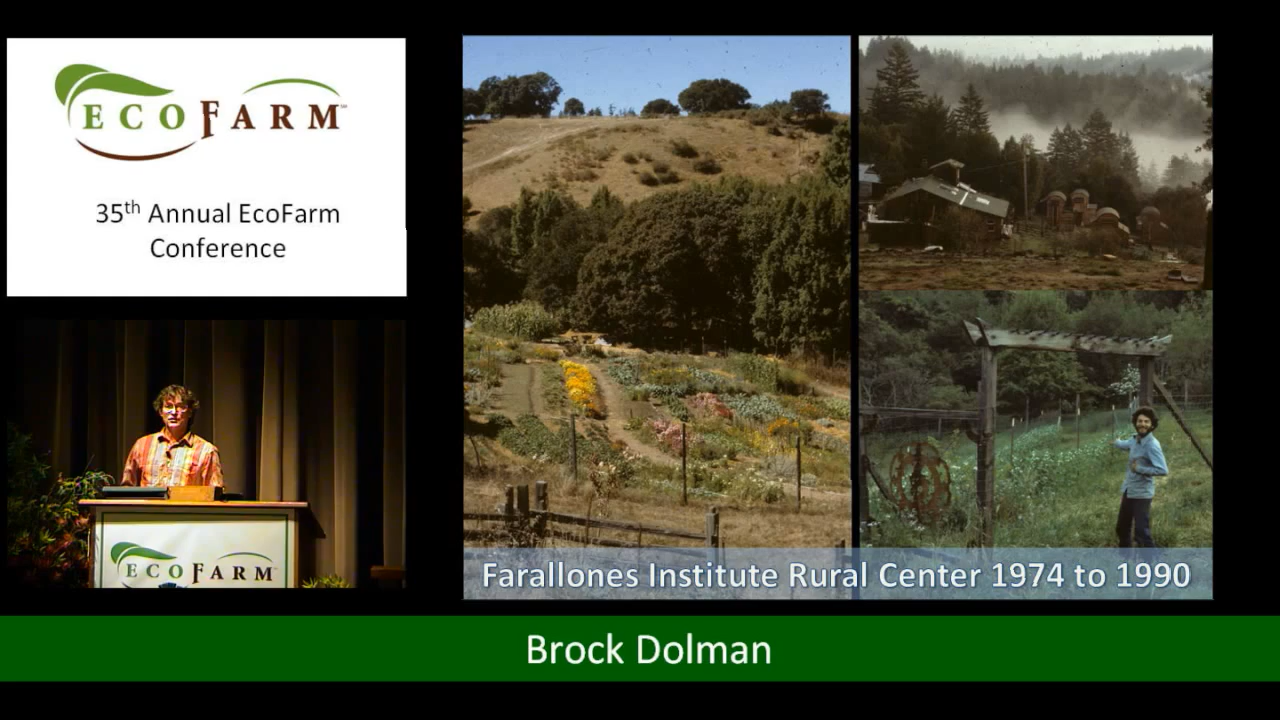 ECOFARM
35th Annual EcoFarm
Conference
ECOFARM
Farallones Institute Rural Center 1974 to 1990
Brock Dolman